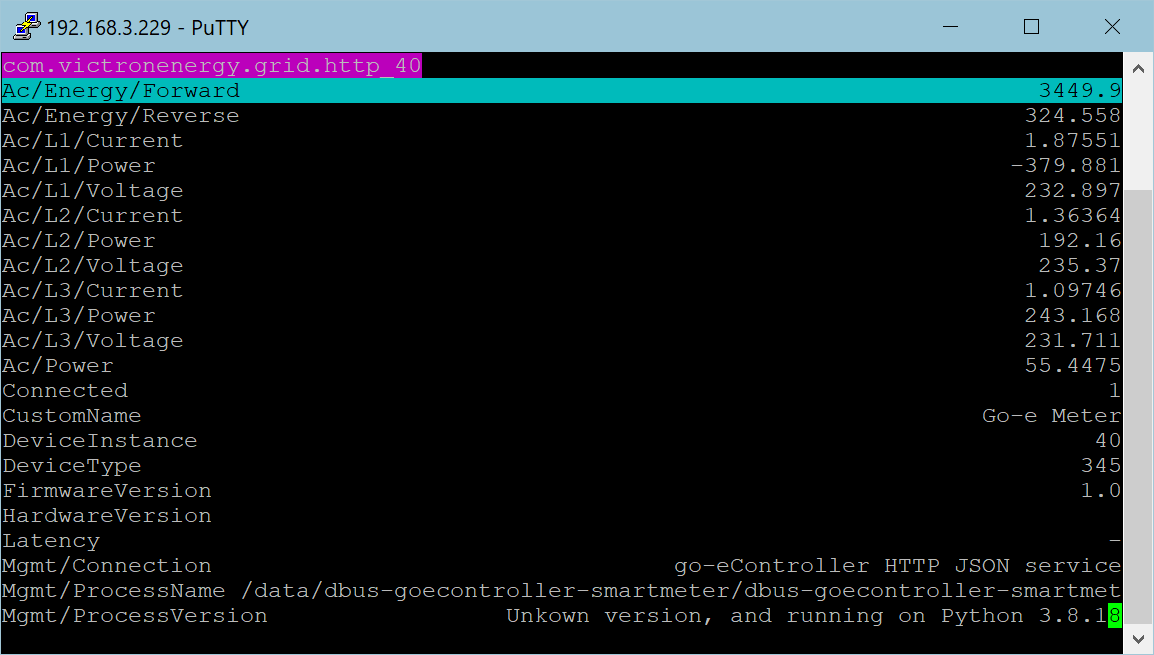 192.168.3.229 - PuTTY
com.victronenergy.grid.http_40
Ac/Energy/Forward 3449.9
Ac/Energy/Reverse 324.558
Ac/L1/Current 1.87551
Ac/L1/Power -379.881
Ac/L1/Voltage 232.897
Ac/L2/Current 1.36364
Ac/L2/Power 192.16
Ac/L2/Voltage 235.37
Ac/L3/Current 1.09746
Ac/L3/Power 243.168
Ac/L3/Voltage 231.711
Ac/Power 55.4475
Connected 1
CustomName Go-e Meter
DeviceInstance 40
DeviceType 345
FirmwareVersion 1.0
HardwareVersion
Latency -
Mgmt/Connection go-eController HTTP JSON service
Mgmt/ProcessName /data/dbus-goecontroller-smartmeter/dbus-goecontroller-smartmet
Mgmt/ProcessVersion Unkown version, and running on Python 3.8.18